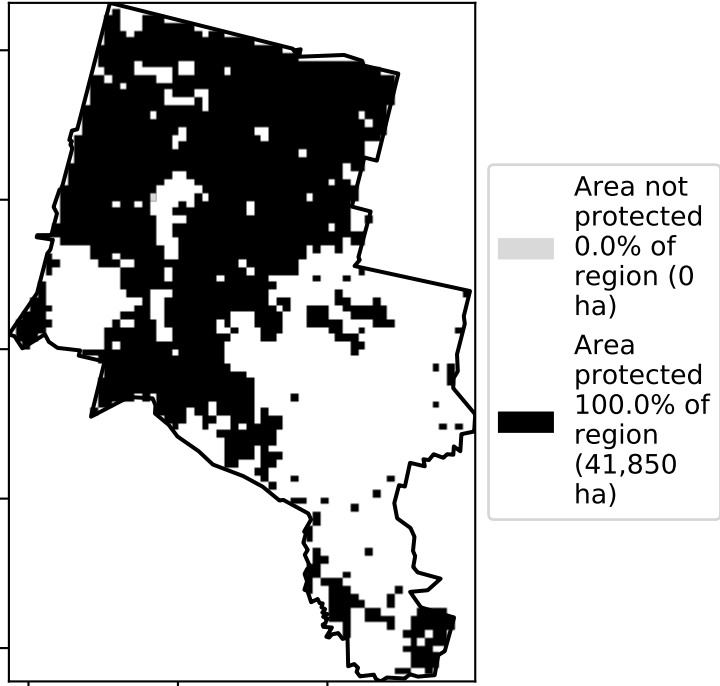 Area not
protected
0.0% of
region (0
ha)
Area
protected
100.0% of
region
(41,850
ha)